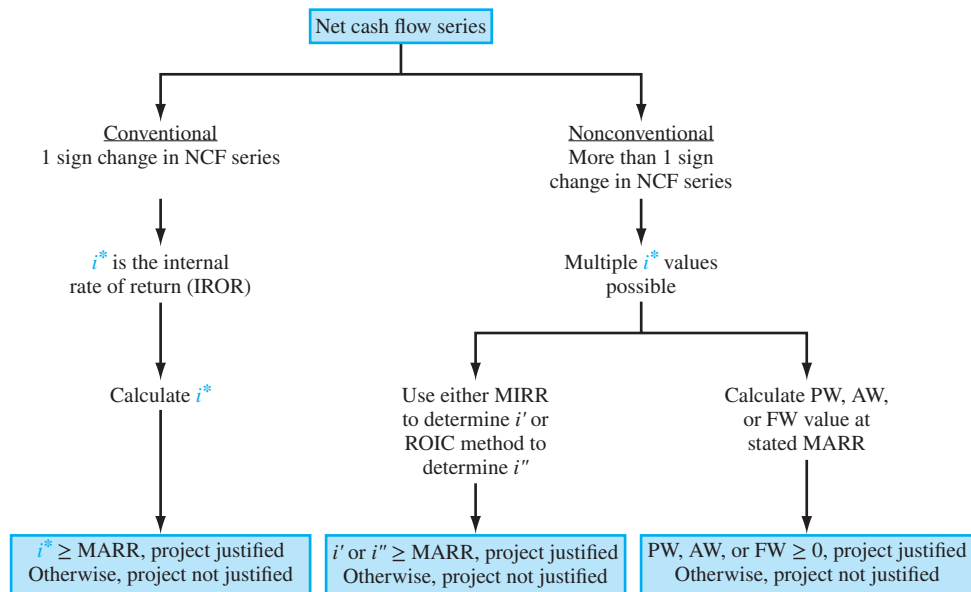 Net cash flow series
Conventional
1 sign change in NCF series
Nonconventional
More than 1 sign
change in NCF series
i* is the internal
rate of return (IROR)
Multiple i* values
possible
Calculate i*
Use either MIRR
to determine i′ or
ROIC method to
determine i″
Calculate PW, AW,
or FW value at
stated MARR
i* ≥ MARR, project justified
Otherwise, project not justified
i′ or i″ ≥ MARR, project justified
Otherwise, project not justified
PW, AW, or FW ≥ 0, project justified
Otherwise, project not justified